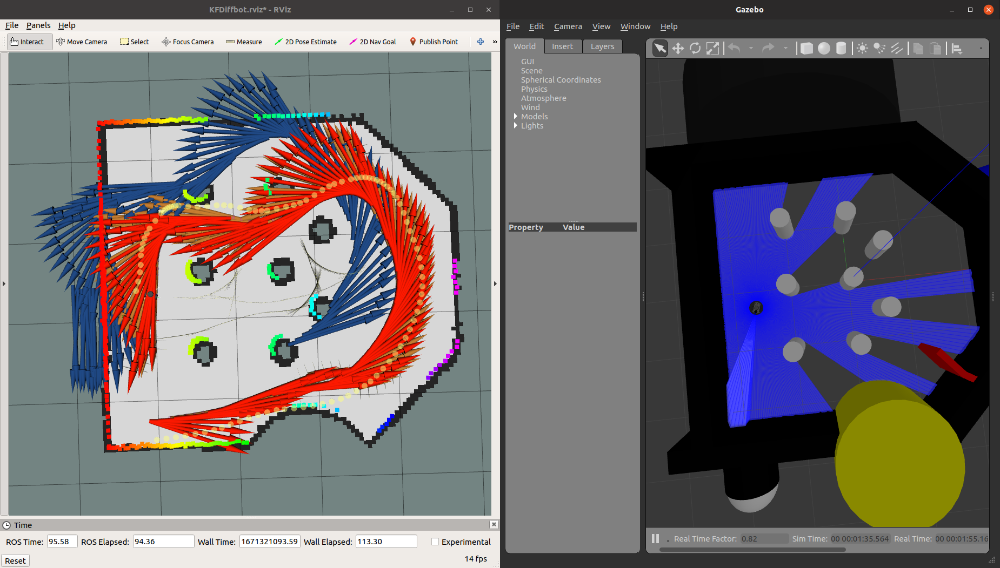 KFDiffbot.rviz* - RViz
File Panels Help
Interact Move Camera Select Focus Camera Measure 2D Pose Estimate 2D Nav Goal Publish Point »
Time
ROS Time: 95.58 ROS Elapsed: 94.36 Wall Time: 1671321093.59 Wall Elapsed: 113.30 Experimental
Reset 14 fps
Gazebo
File Edit Camera View Window Help
World Insert Layers
GUI
Scene
Spherical Coordinates
Physics
Atmosphere
Wind
Models
Lights
Property Value
Real Time Factor: 0.82 Sim Time: 00 00:01:35.564 Real Time: 00 00:01:55.16